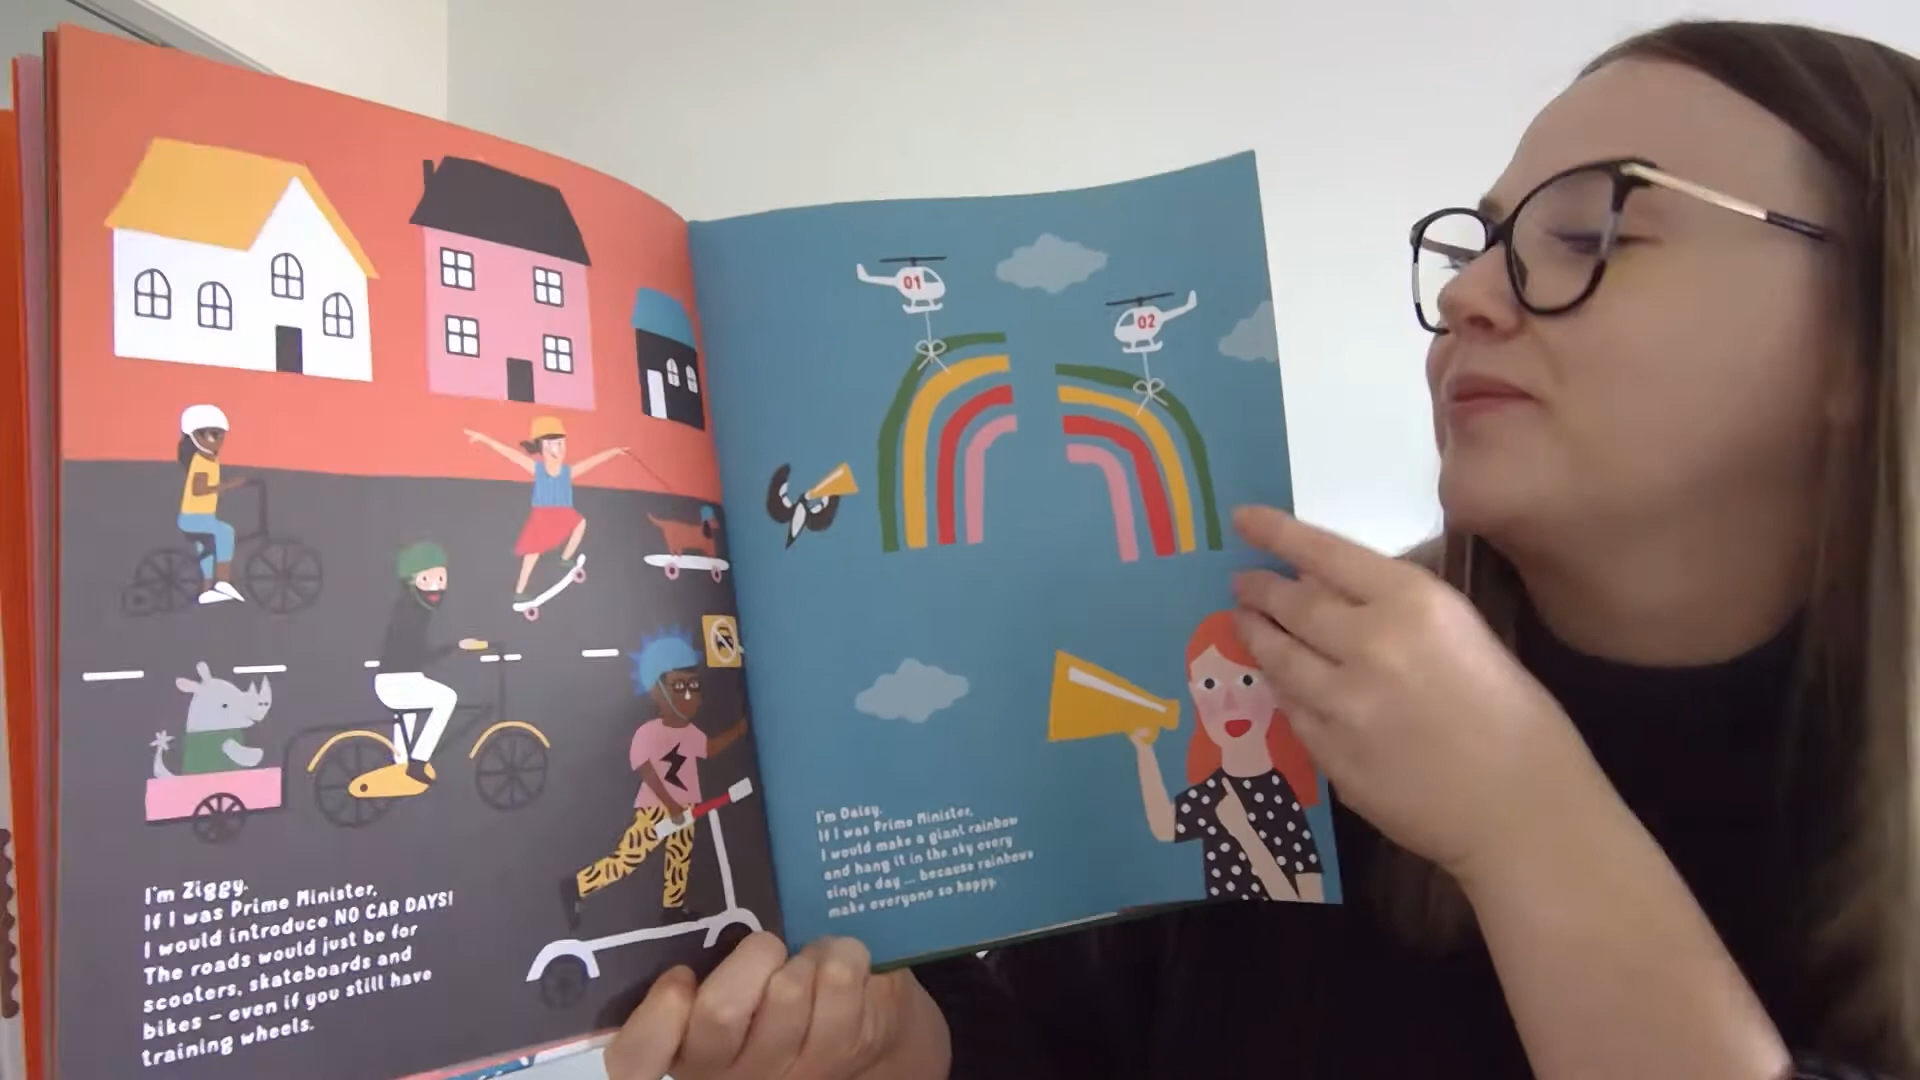 I'm Ziggy.
If I was Prime Minister,
I would introduce NO CAR DAYS!
The roads would just be for
scooters, skateboards and
bikes – even if you still have
training wheels.
01
02
I'm Daisy.
If I was Prime Minister,
I would make a giant rainbow
and hang it in the sky every
single day – because rainbows
make everyone so happy.